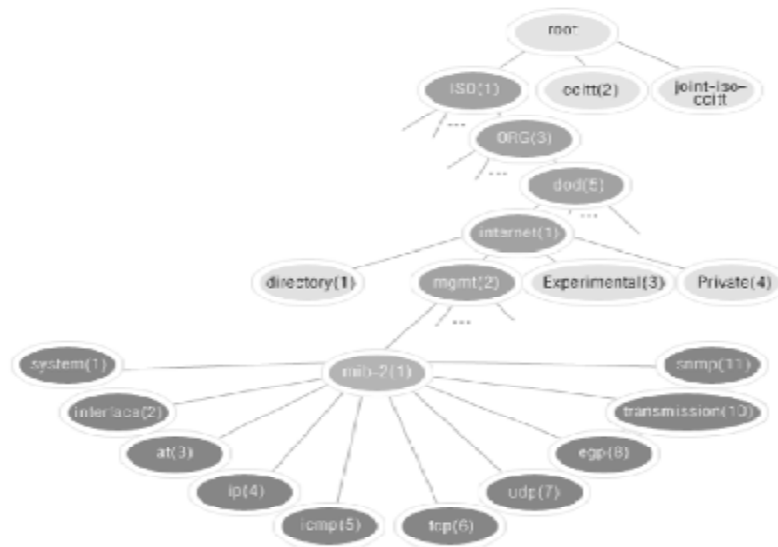 root
ISO(1)
ccitt(2)
joint-iso-
ccitt
...
ORG(3)
...
dod(5)
...
internet(1)
directory(1)
mgmt(2)
Experimental(3)
Private(4)
...
system(1)
mib-2(1)
snmp(11)
interface(2)
transmission(10)
at(3)
egp(8)
ip(4)
udp(7)
icmp(5)
tcp(6)